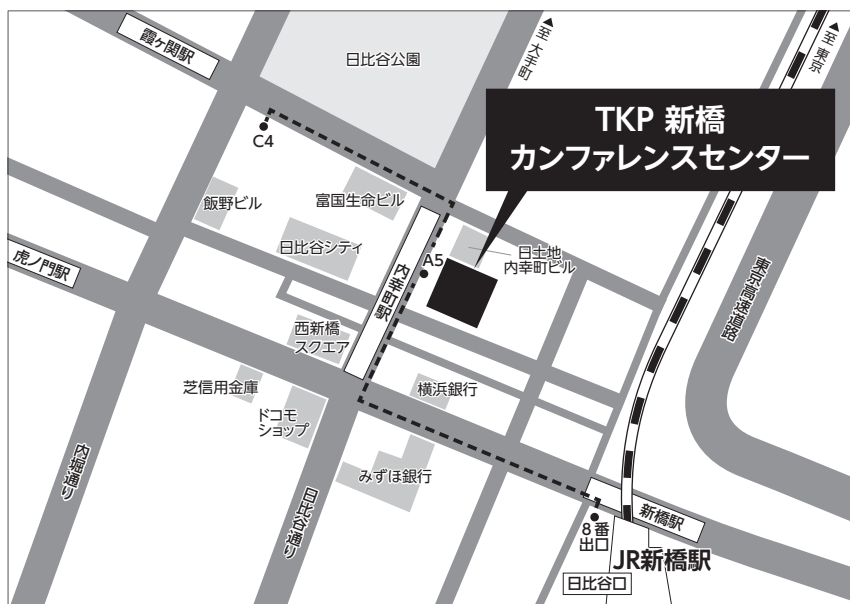 霞ヶ関駅
日比谷公園
▲至 大手町
▲至 東京
TKP 新橋
カンファレンスセンター
C4
飯野ビル
富国生命ビル
日比谷シティ
A5
日土地
内幸町ビル
虎ノ門駅
内幸町駅
東京高速道路
西新橋
スクエア
芝信用金庫
ドコモ
ショップ
横浜銀行
みずほ銀行
内堀通り
日比谷通り
新橋駅
8番
出口
JR新橋駅
日比谷口